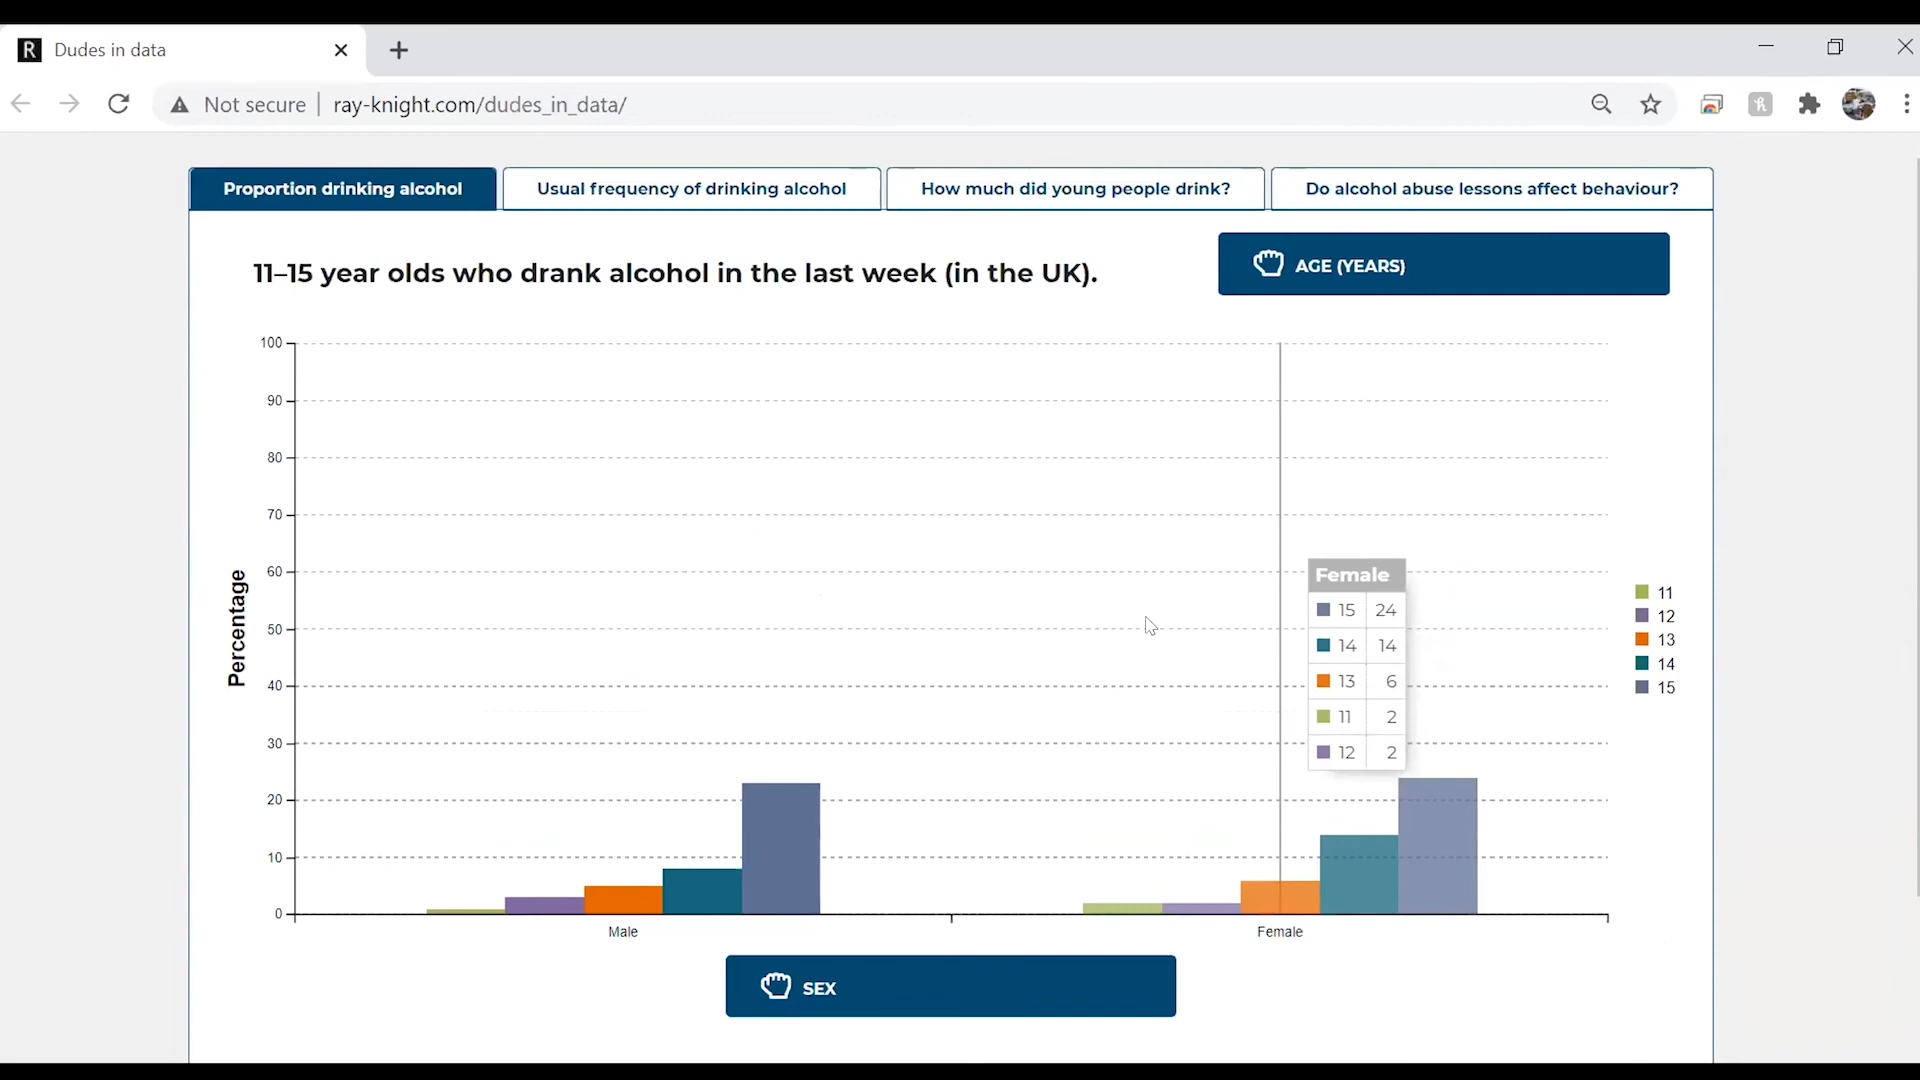 Dudes in data
Not secure | ray-knight.com/dudes_in_data/
Proportion drinking alcohol
Usual frequency of drinking alcohol
How much did young people drink?
Do alcohol abuse lessons affect behaviour?
11–15 year olds who drank alcohol in the last week (in the UK).
AGE (YEARS)
100
90
80
70
60
50
40
30
20
10
0
Percentage
Female
15 24
14 14
13 6
11 2
12 2
11
12
13
14
15
Male
Female
SEX